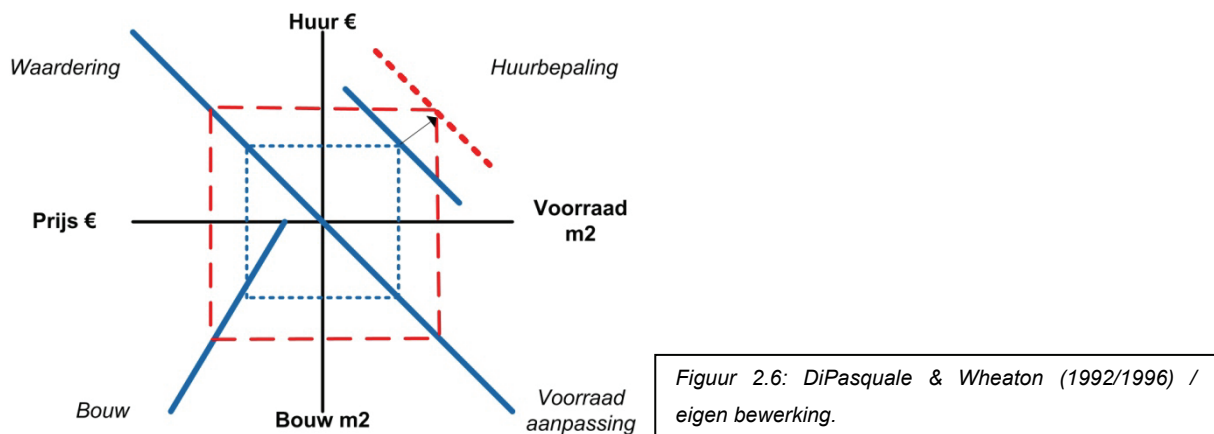 Huur €
Waardering
Huurbepaling
Prijs €
Voorraad
m2
Bouw
Bouw m2
Voorraad
aanpassing
Figuur 2.6: DiPasquale & Wheaton (1992/1996) /
eigen bewerking.